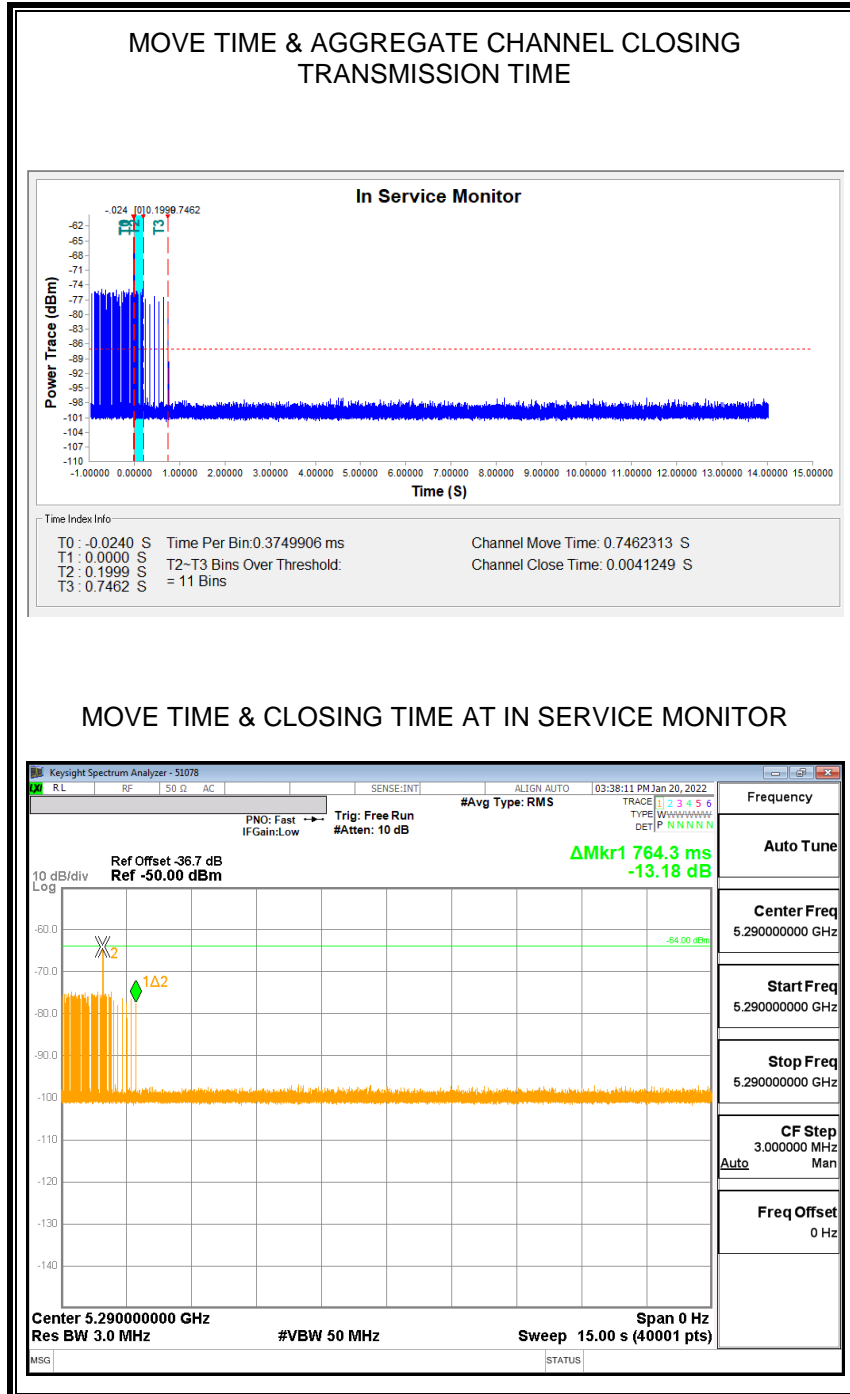 MOVE TIME & AGGREGATE CHANNEL CLOSING
TRANSMISSION TIME
In Service Monitor
-.024 [0]0.1999
0.7462
T0
T2
T3
Power Trace (dBm)
-62
-65
-68
-71
-74
-77
-80
-83
-86
-89
-92
-95
-98
-101
-104
-107
-110
-1.00000 0.00000 1.00000 2.00000 3.00000 4.00000 5.00000 6.00000 7.00000 8.00000 9.00000 10.00000 11.00000 12.00000 13.00000 14.00000 15.00000
Time (S)
Time Index Info
T0 : -0.0240 S
T1 : 0.0000 S
T2 : 0.1999 S
T3 : 0.7462 S
Time Per Bin:0.3749906 ms
T2~T3 Bins Over Threshold:
= 11 Bins
Channel Move Time: 0.7462313 S
Channel Close Time: 0.0041249 S
MOVE TIME & CLOSING TIME AT IN SERVICE MONITOR
Keysight Spectrum Analyzer - 51078
LXI RL RF 50 Ω AC SENSE:INT ALIGN AUTO 03:38:11 PM Jan 20, 2022
PNO: Fast
IFGain:Low
Trig: Free Run
#Atten: 10 dB
#Avg Type: RMS
TRACE 1 2 3 4 5 6
TYPE WWWWWW
DET P N N N N N
ΔMkr1 764.3 ms
-13.18 dB
Ref Offset -36.7 dB
10 dB/div Ref -50.00 dBm
Log
-60.0
-70.0
-80.0
-90.0
-100
-110
-120
-130
-140
-64.00 dBm
2
1Δ2
Center 5.290000000 GHz
Span 0 Hz
Res BW 3.0 MHz
#VBW 50 MHz
Sweep 15.00 s (40001 pts)
MSG
STATUS
Frequency
Auto Tune
Center Freq
5.290000000 GHz
Start Freq
5.290000000 GHz
Stop Freq
5.290000000 GHz
CF Step
3.000000 MHz
Auto Man
Freq Offset
0 Hz